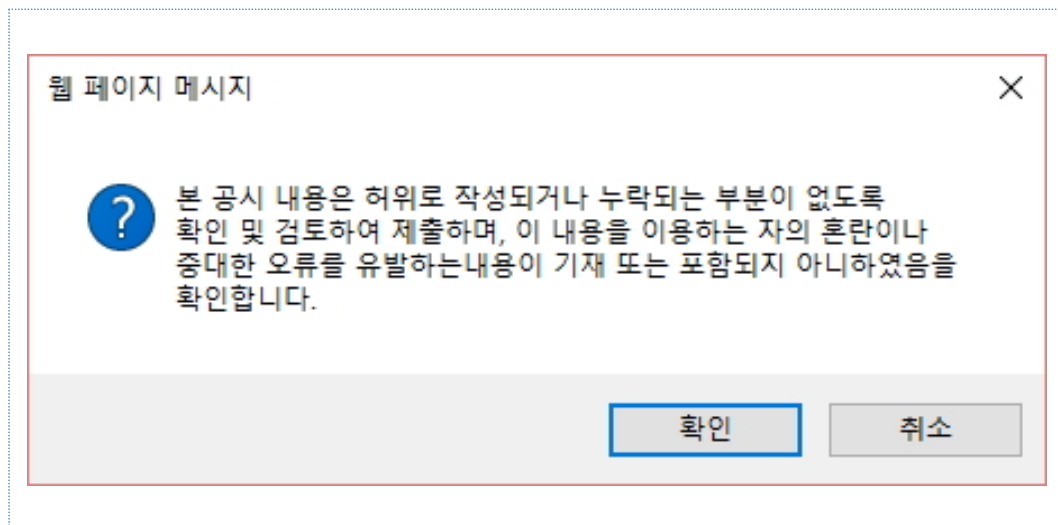 웹 페이지 메시지
본 공시 내용은 허위로 작성되거나 누락되는 부분이 없도록
확인 및 검토하여 제출하며, 이 내용을 이용하는 자의 혼란이나
중대한 오류를 유발하는내용이 기재 또는 포함되지 아니하였음을
확인합니다.
확인
취소